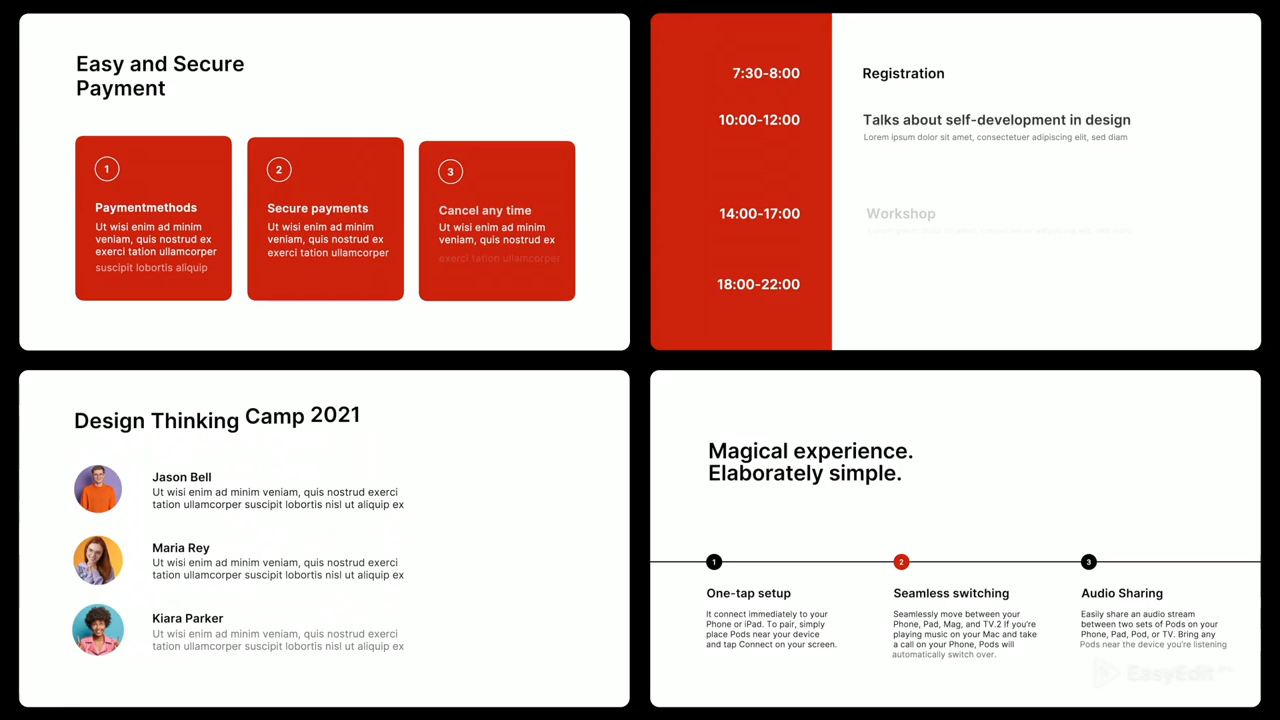 Easy and Secure
Payment
1
Paymentmethods
Ut wisi enim ad minim
veniam, quis nostrud ex
exerci tation ullamcorper
suscipit lobortis aliquip
2
Secure payments
Ut wisi enim ad minim
veniam, quis nostrud ex
exerci tation ullamcorper
3
Cancel any time
Ut wisi enim ad minim
veniam, quis nostrud ex
exerci tation ullamcorper
7:30-8:00
Registration
10:00-12:00
Talks about self-development in design
Lorem ipsum dolor sit amet, consectetuer adipiscing elit, sed diam
14:00-17:00
Workshop
18:00-22:00
Design Thinking Camp 2021
Jason Bell
Ut wisi enim ad minim veniam, quis nostrud exerci
tation ullamcorper suscipit lobortis nisl ut aliquip ex
Maria Rey
Ut wisi enim ad minim veniam, quis nostrud exerci
tation ullamcorper suscipit lobortis nisl ut aliquip ex
Kiara Parker
Ut wisi enim ad minim veniam, quis nostrud exerci
tation ullamcorper suscipit lobortis nisl ut aliquip ex
Magical experience.
Elaborately simple.
1
One-tap setup
It connect immediately to your
Phone or iPad. To pair, simply
place Pods near your device
and tap Connect on your screen.
2
Seamless switching
Seamlessly move between your
Phone, Pad, Mag, and TV.2 If you're
playing music on your Mac and take
a call on your Phone, Pods will
automatically switch over.
3
Audio Sharing
Easily share an audio stream
between two sets of Pods on your
Phone, Pad, Pod, or TV. Bring any
Pods near the device you're listening
EasyEdit